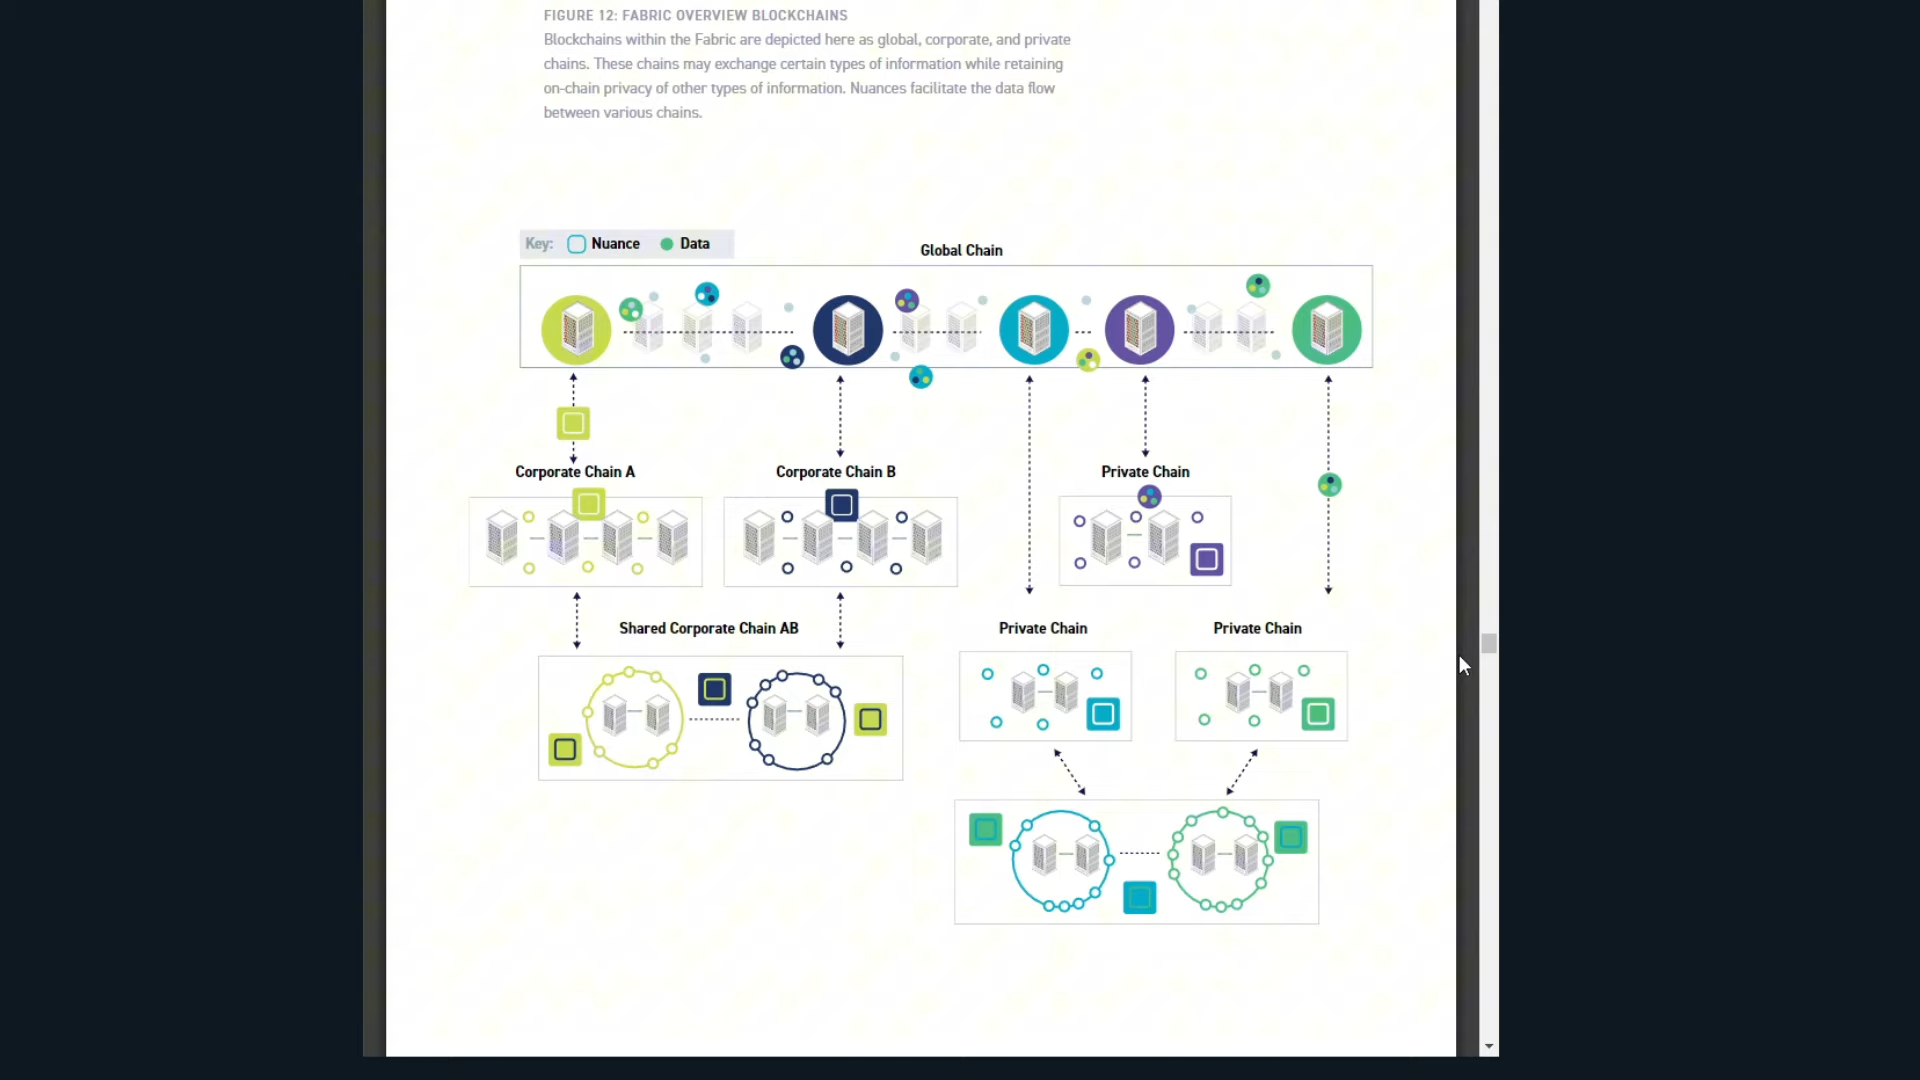 FIGURE 12: FABRIC OVERVIEW BLOCKCHAINS
Blockchains within the Fabric are depicted here as global, corporate, and private
chains. These chains may exchange certain types of information while retaining
on-chain privacy of other types of information. Nuances facilitate the data flow
between various chains.
Key: Nuance Data
Global Chain
Corporate Chain A
Corporate Chain B
Private Chain
Shared Corporate Chain AB
Private Chain
Private Chain